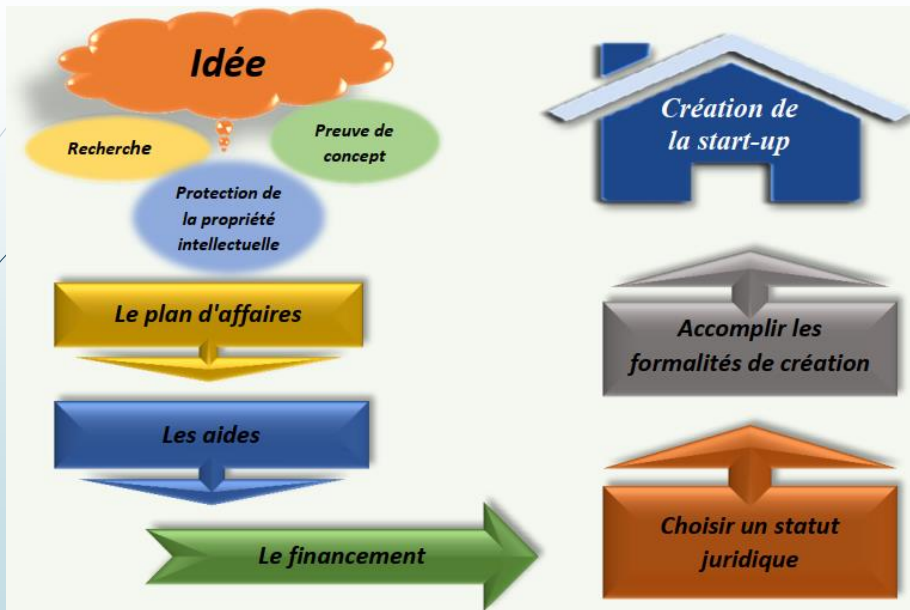 Idée
Recherche
Preuve de
concept
Protection de
la propriété
intellectuelle
Le plan d'affaires
Les aides
Le financement
Choisir un statut
juridique
Accomplir les
formalités de création
Création de
la start-up